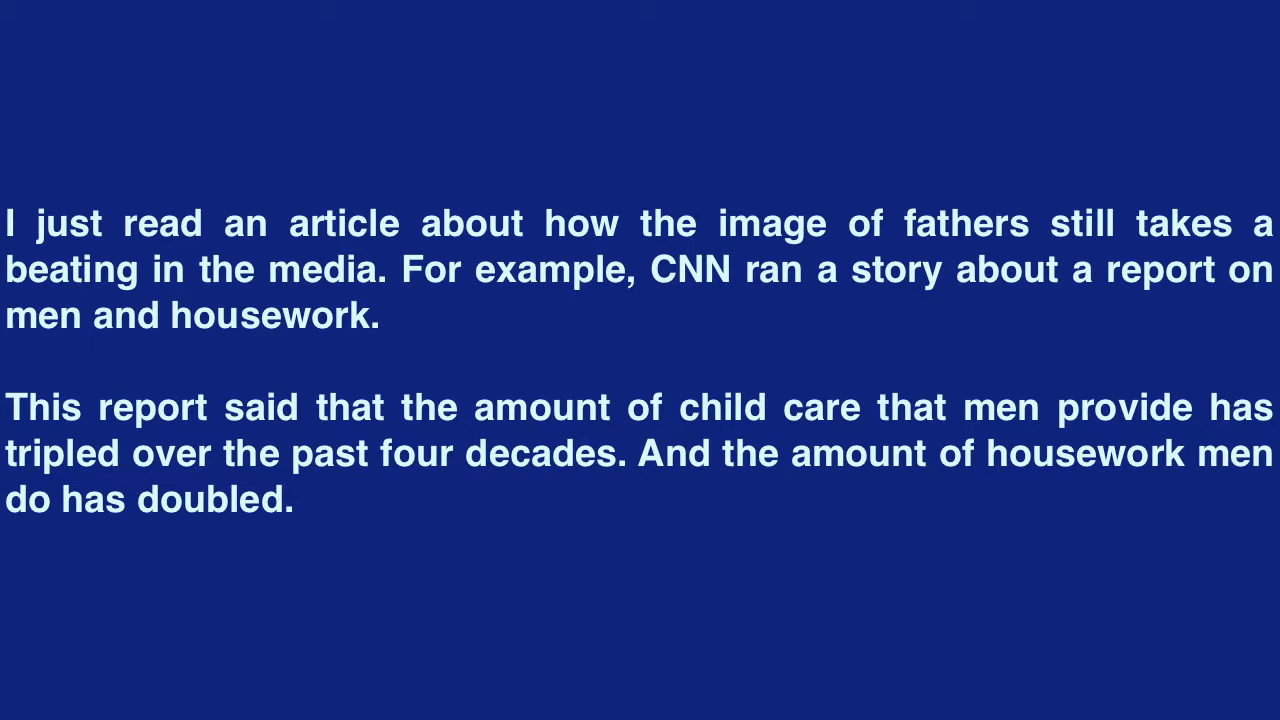 I just read an article about how the image of fathers still takes a
beating in the media. For example, CNN ran a story about a report on
men and housework.
This report said that the amount of child care that men provide has
tripled over the past four decades. And the amount of housework men
do has doubled.